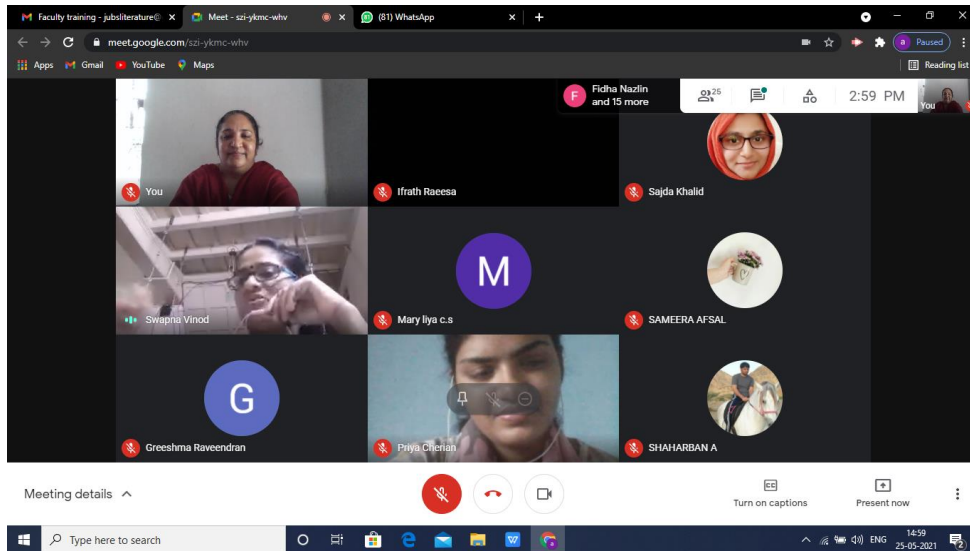 Faculty training - jubsliterature@
Meet - szi-ykmc-whv
(81) WhatsApp
meet.google.com/szi-ykmc-whv
a Paused
Apps Gmail YouTube Maps
Reading list
F Fidha Nazlin
and 15 more
25
2:59 PM
You
You
Ifrath Raeesa
Sajda Khalid
Swapna Vinod
M
Mary liya c.s
SAMEERA AFSAL
G
Greeshma Raveendran
Priya Cherian
SHAHARBAN A
Meeting details
CC
Turn on captions
Present now
Type here to search
ENG
14:59
25-05-2021
2